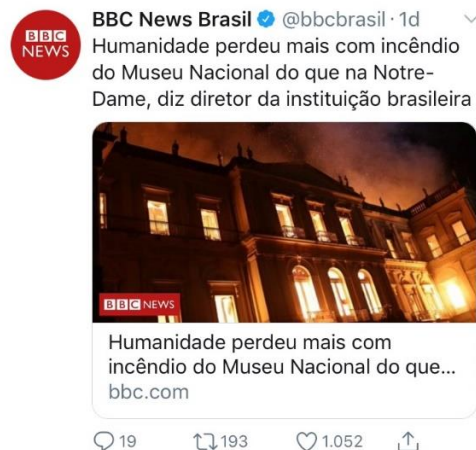 BBC
NEWS
BBC News Brasil @bbcbrasil · 1d
Humanidade perdeu mais com incêndio
do Museu Nacional do que na Notre-
Dame, diz diretor da instituição brasileira
BBC NEWS
Humanidade perdeu mais com
incêndio do Museu Nacional do que...
bbc.com
19 193 1.052